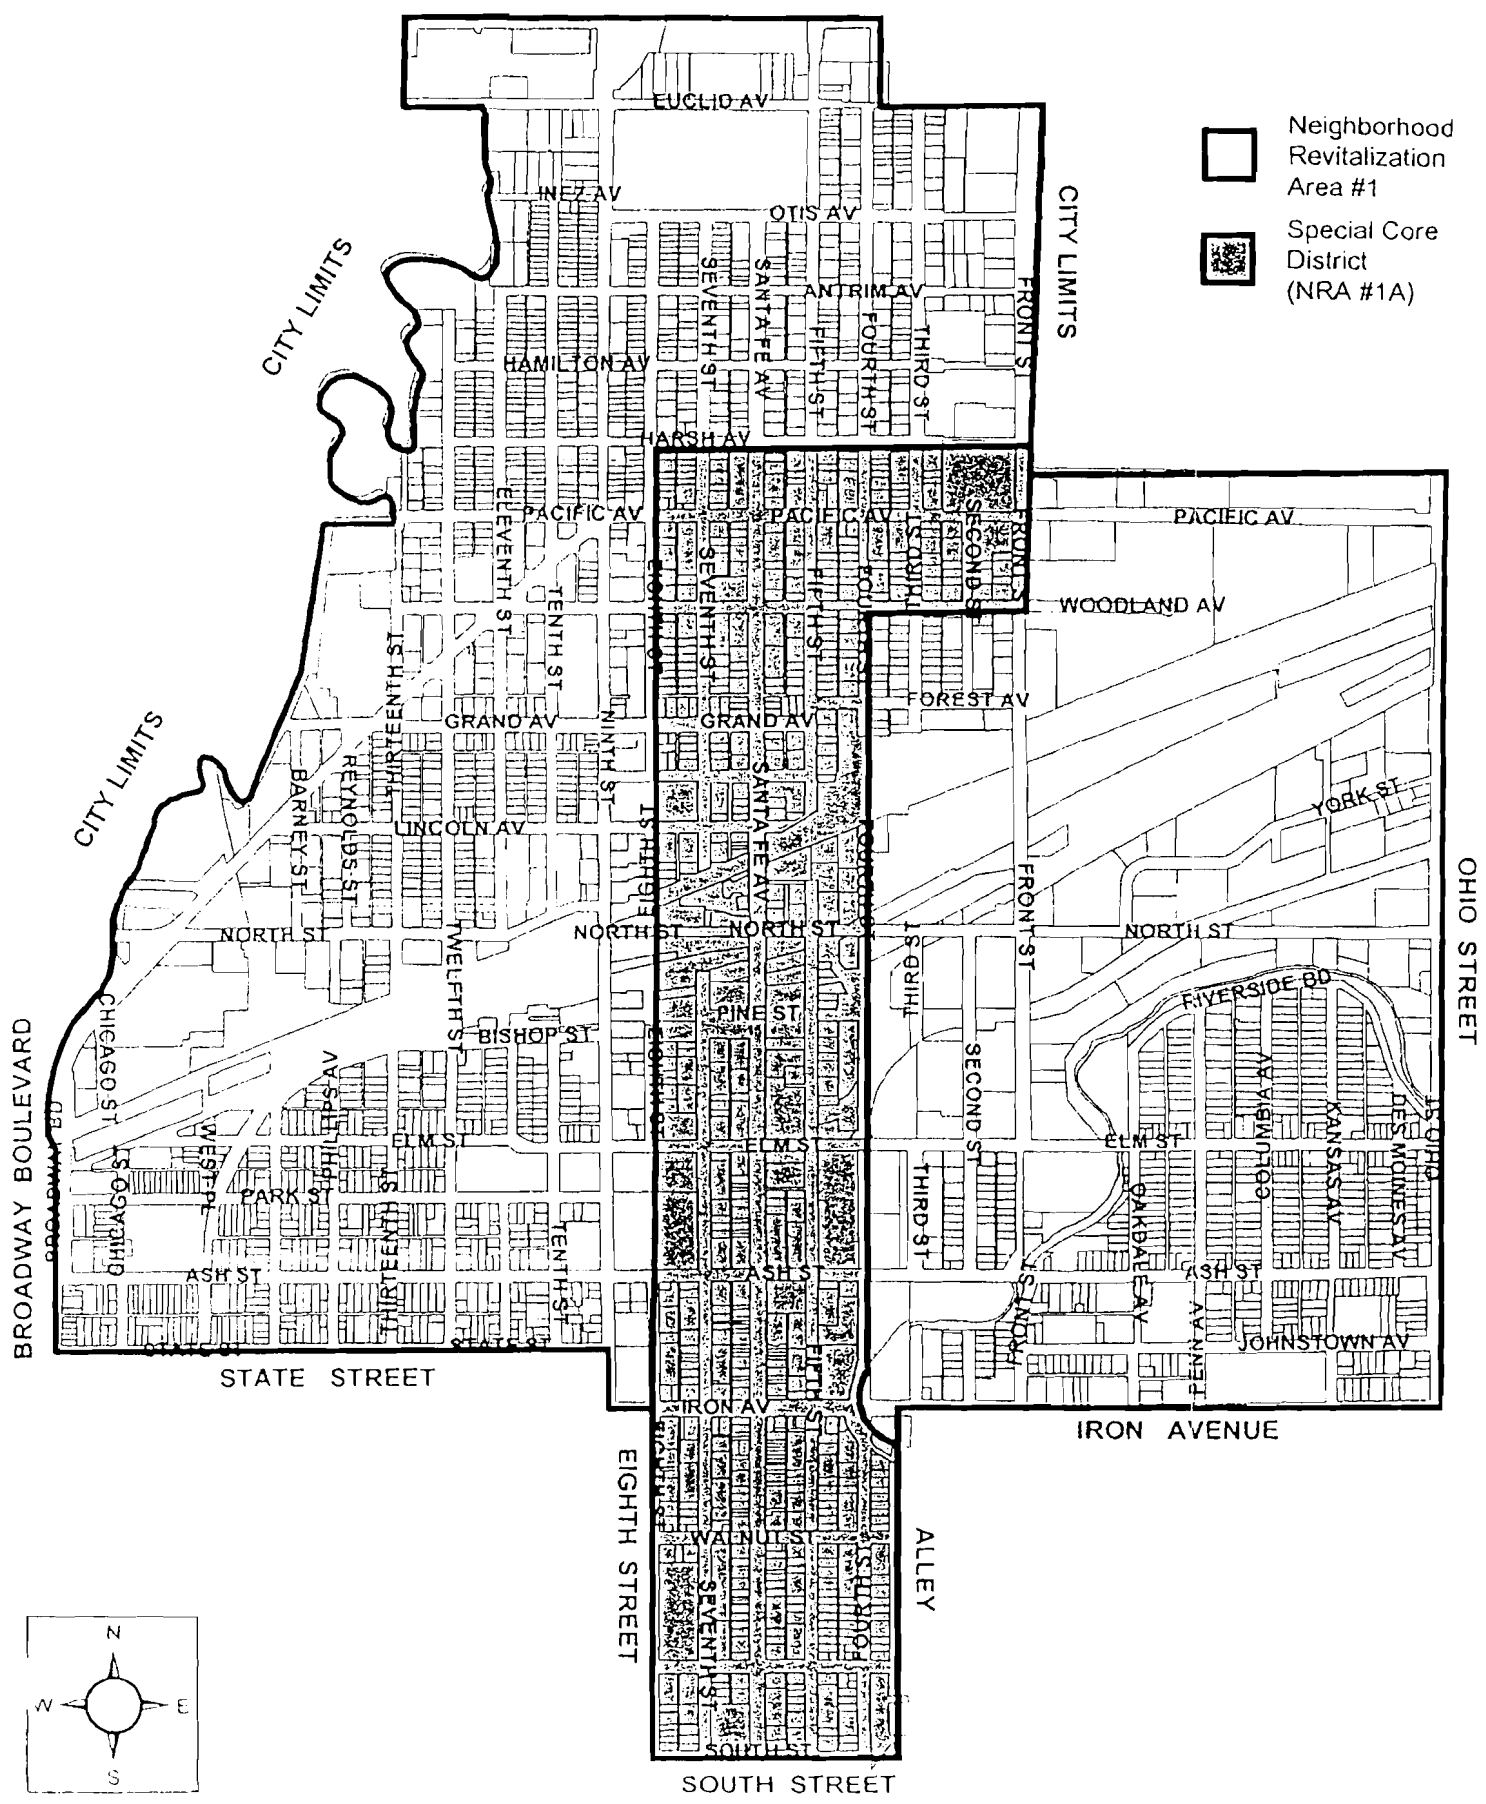 EUCLID AV
Neighborhood
Revitalization
Area #1
Special Core
District
(NRA #1A)
INEZ AV
OTIS AV
CITY LIMITS
CITY LIMITS
SEVENTH ST
SANTA FE AV
ANTRIM AV
FRONT S
FIFTH ST
FOURTH ST
THIRD ST
HAMILTON AV
HARSH AV
ELEVENTH ST
PACIFIC AV
PACIFIC AV
SECOND S
FRONT S
PACIFIC AV
TENTH ST
EIGHTH ST
SEVENTH ST
FIFTH ST
THIRD ST
WOODLAND AV
THIRTEENTH ST
FOREST AV
GRAND AV
GRAND AV
NINTH ST
CITY LIMITS
BARNEY ST
REYNOLDS ST
SANTA FE AV
YORK ST
LINCOLN AV
EIGHTH ST
FRONT ST
OHIO STREET
NORTH ST
TWELFTH ST
NORTH ST
NORTH ST
THIRD ST
NORTH ST
RIVERSIDE BD
CHICAGO ST
PINE ST
BISHOP ST
EIGHTH ST
BROADWAY BOULEVARD
BROADWAY BD
PHILLIPS AV
SECOND ST
COLUMBIA AV
KANSAS AV
DES MOINES AV
OHIO ST
WEST PL
ELM ST
ELM ST
ELM ST
CHICAGO ST
PARK ST
THIRTEENTH ST
THIRD ST
OAKDALE AV
ASH ST
TENTH ST
ASH ST
ASH ST
FRONT ST
PENN AV
JOHNSTOWN AV
STATE ST
STATE ST
STATE STREET
FIFTH ST
IRON AV
IRON AVENUE
EIGHTH ST
EIGHTH STREET
WALNUT ST
ALLEY
SEVENTH ST
FOURTH ST
N
W
E
S
SOUTH ST
SOUTH STREET